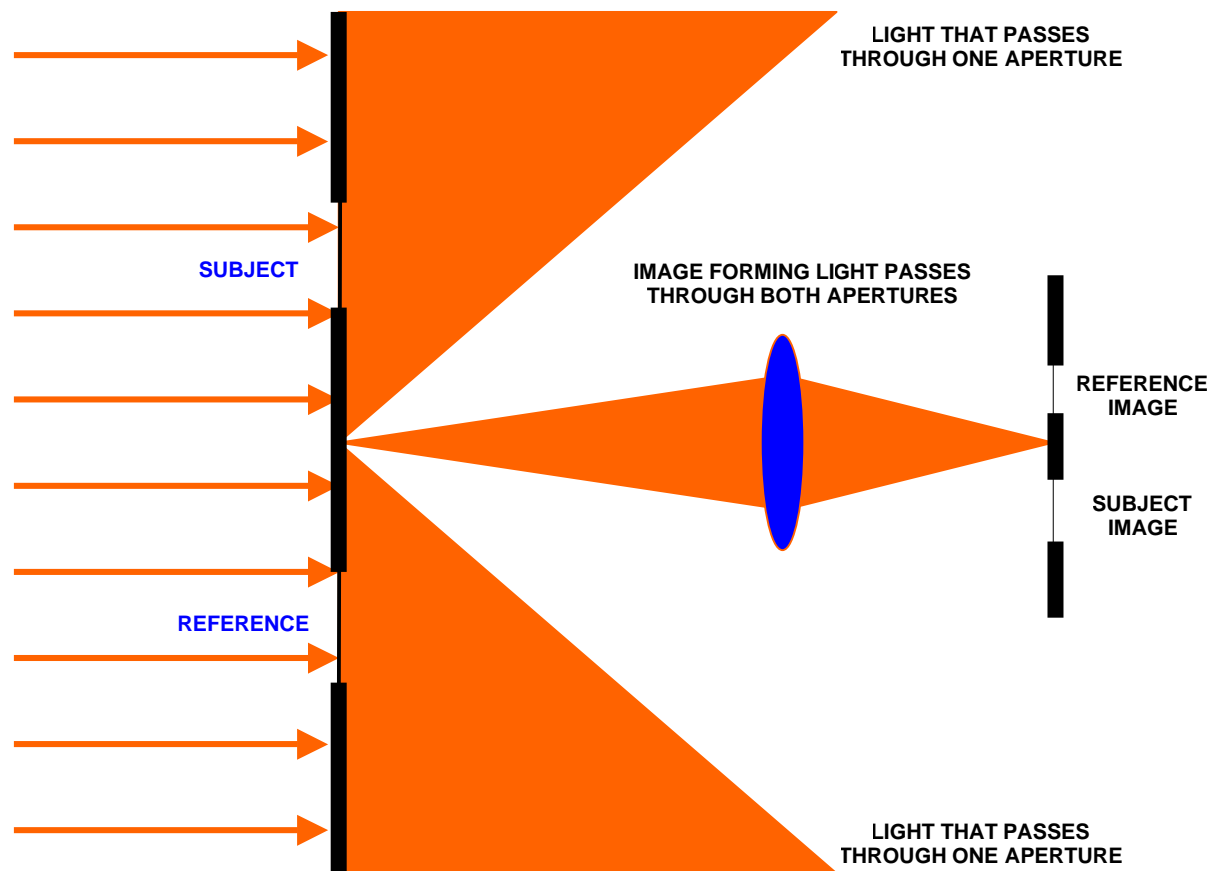 LIGHT THAT PASSES
THROUGH ONE APERTURE
SUBJECT
IMAGE FORMING LIGHT PASSES
THROUGH BOTH APERTURES
REFERENCE
IMAGE
SUBJECT
IMAGE
REFERENCE
LIGHT THAT PASSES
THROUGH ONE APERTURE